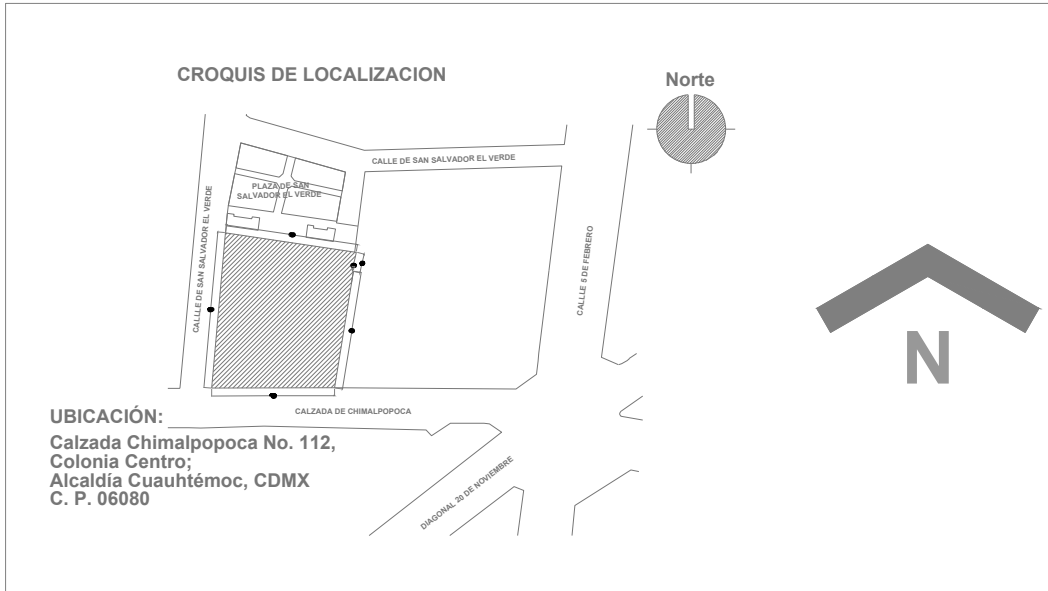 CROQUIS DE LOCALIZACION
Norte
CALLE DE SAN SALVADOR EL VERDE
PLAZA DE SAN
SALVADOR EL VERDE
CALLLE DE SAN SALVADOR EL VERDE
CALLLE 5 DE FEBRERO
N
CALZADA DE CHIMALPOPOCA
UBICACIÓN:
Calzada Chimalpopoca No. 112,
Colonia Centro;
Alcaldía Cuauhtémoc, CDMX
C. P. 06080
DIAGONAL 20 DE NOVIEMBRE